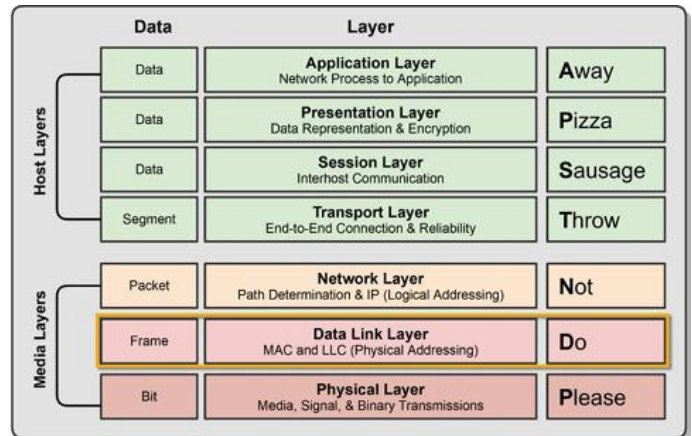 Data Layer
Host Layers
Data
Application Layer
Network Process to Application
Away
Data
Presentation Layer
Data Representation & Encryption
Pizza
Data
Session Layer
Interhost Communication
Sausage
Segment
Transport Layer
End-to-End Connection & Reliability
Throw
Media Layers
Packet
Network Layer
Path Determination & IP (Logical Addressing)
Not
Frame
Data Link Layer
MAC and LLC (Physical Addressing)
Do
Bit
Physical Layer
Media, Signal, & Binary Transmissions
Please